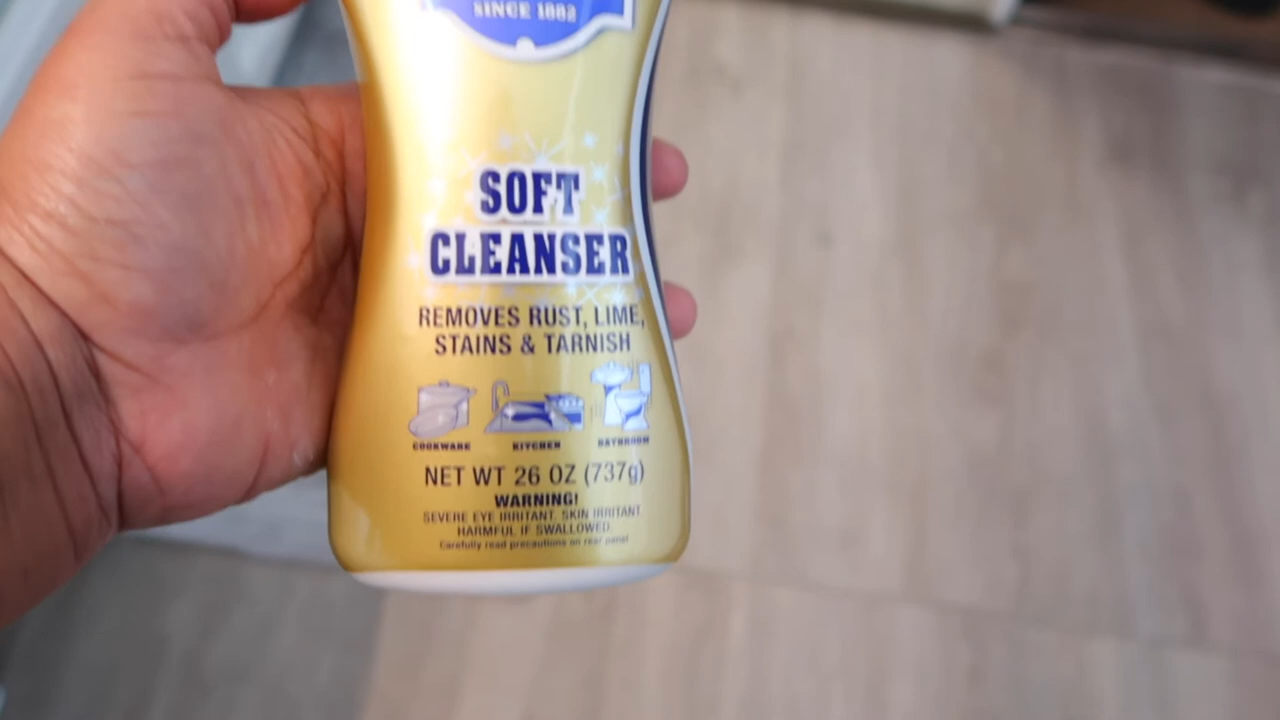 SINCE 1882
SOFT
CLEANSER
REMOVES RUST, LIME,
STAINS & TARNISH
COOKWARE KITCHEN BATHROOM
NET WT 26 OZ (737g)
WARNING!
SEVERE EYE IRRITANT. SKIN IRRITANT.
HARMFUL IF SWALLOWED.
Carefully read precautions on rear panel